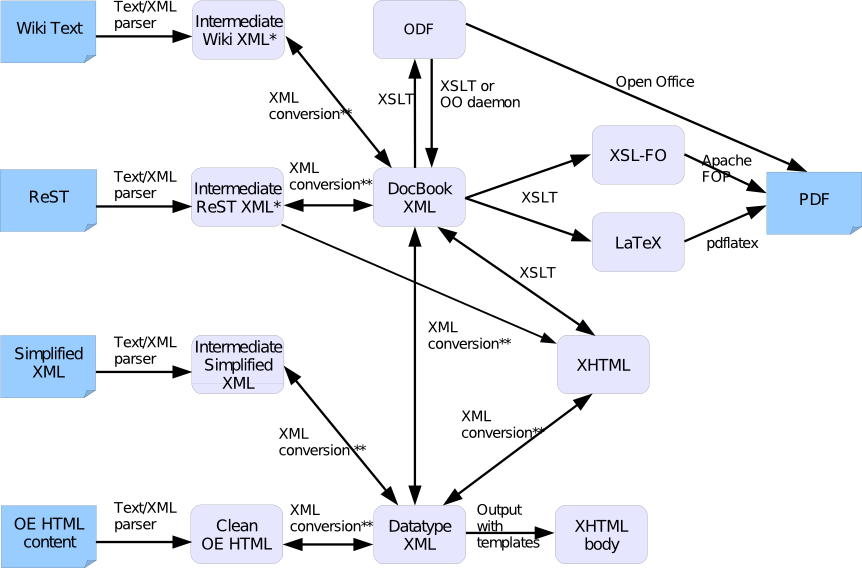 Wiki Text
Text/XML
parser
Intermediate
Wiki XML*
ODF
XML
conversion**
XSLT
XSLT or
OO daemon
Open Office
ReST
Text/XML
parser
Intermediate
ReST XML*
XML
conversion**
DocBook
XML
XSLT
XSL-FO
Apache
FOP
PDF
LaTeX
pdflatex
XSLT
XML
conversion**
Simplified
XML
Text/XML
parser
Intermediate
Simplified
XML
XHTML
XML
conversion**
XML
conversion**
OE HTML
content
Text/XML
parser
Clean
OE HTML
XML
conversion**
Datatype
XML
Output
with
templates
XHTML
body